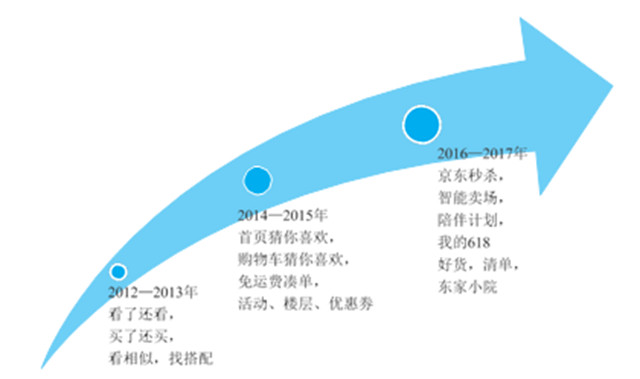 2012—2013年
看了还看，
买了还买，
看相似，找搭配
2014—2015年
首页猜你喜欢，
购物车猜你喜欢，
免运费凑单，
活动、楼层、优惠券
2016—2017年
京东秒杀，
智能卖场，
陪伴计划，
我的618
好货，清单，
东家小院